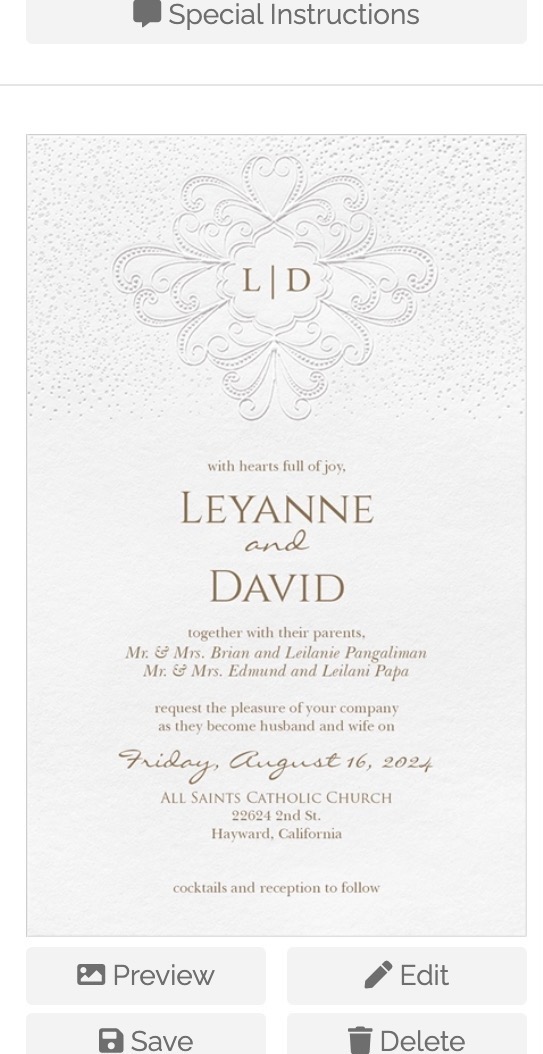 Special Instructions
L|D
with hearts full of joy,
LEYANNE
and
DAVID
together with their parents,
Mr. & Mrs. Brian and Leilanie Pangaliman
Mr. & Mrs. Edmund and Leilani Papa
request the pleasure of your company
as they become husband and wife on
Friday, August 16, 2024
ALL SAINTS CATHOLIC CHURCH
22624 2nd St.
Hayward, California
cocktails and reception to follow
Preview Edit
Save Delete